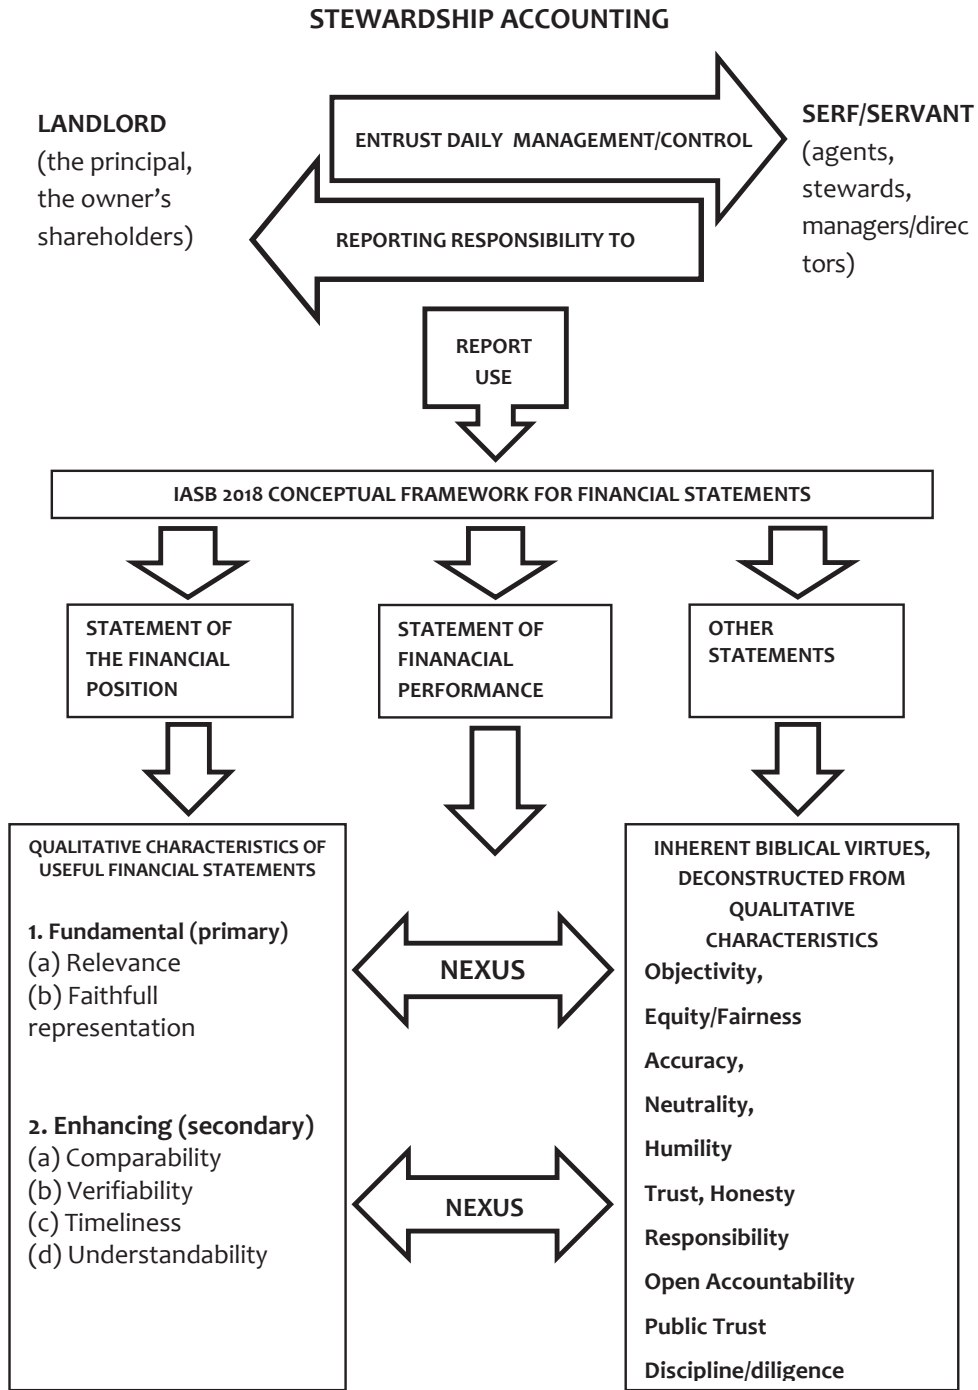 STEWARDSHIP ACCOUNTING
LANDLORD
(the principal,
the owner's
shareholders)
ENTRUST DAILY MANAGEMENT/CONTROL
REPORTING RESPONSIBILITY TO
SERF/SERVANT
(agents,
stewards,
managers/direc
tors)
REPORT
USE
IASB 2018 CONCEPTUAL FRAMEWORK FOR FINANCIAL STATEMENTS
STATEMENT OF
THE FINANCIAL
POSITION
STATEMENT OF
FINANACIAL
PERFORMANCE
OTHER
STATEMENTS
QUALITATIVE CHARACTERISTICS OF
USEFUL FINANCIAL STATEMENTS
1. Fundamental (primary)
(a) Relevance
(b) Faithfull
representation
2. Enhancing (secondary)
(a) Comparability
(b) Verifiability
(c) Timeliness
(d) Understandability
NEXUS
NEXUS
INHERENT BIBLICAL VIRTUES,
DECONSTRUCTED FROM
QUALITATIVE
CHARACTERISTICS
Objectivity,
Equity/Fairness
Accuracy,
Neutrality,
Humility
Trust, Honesty
Responsibility
Open Accountability
Public Trust
Discipline/diligence